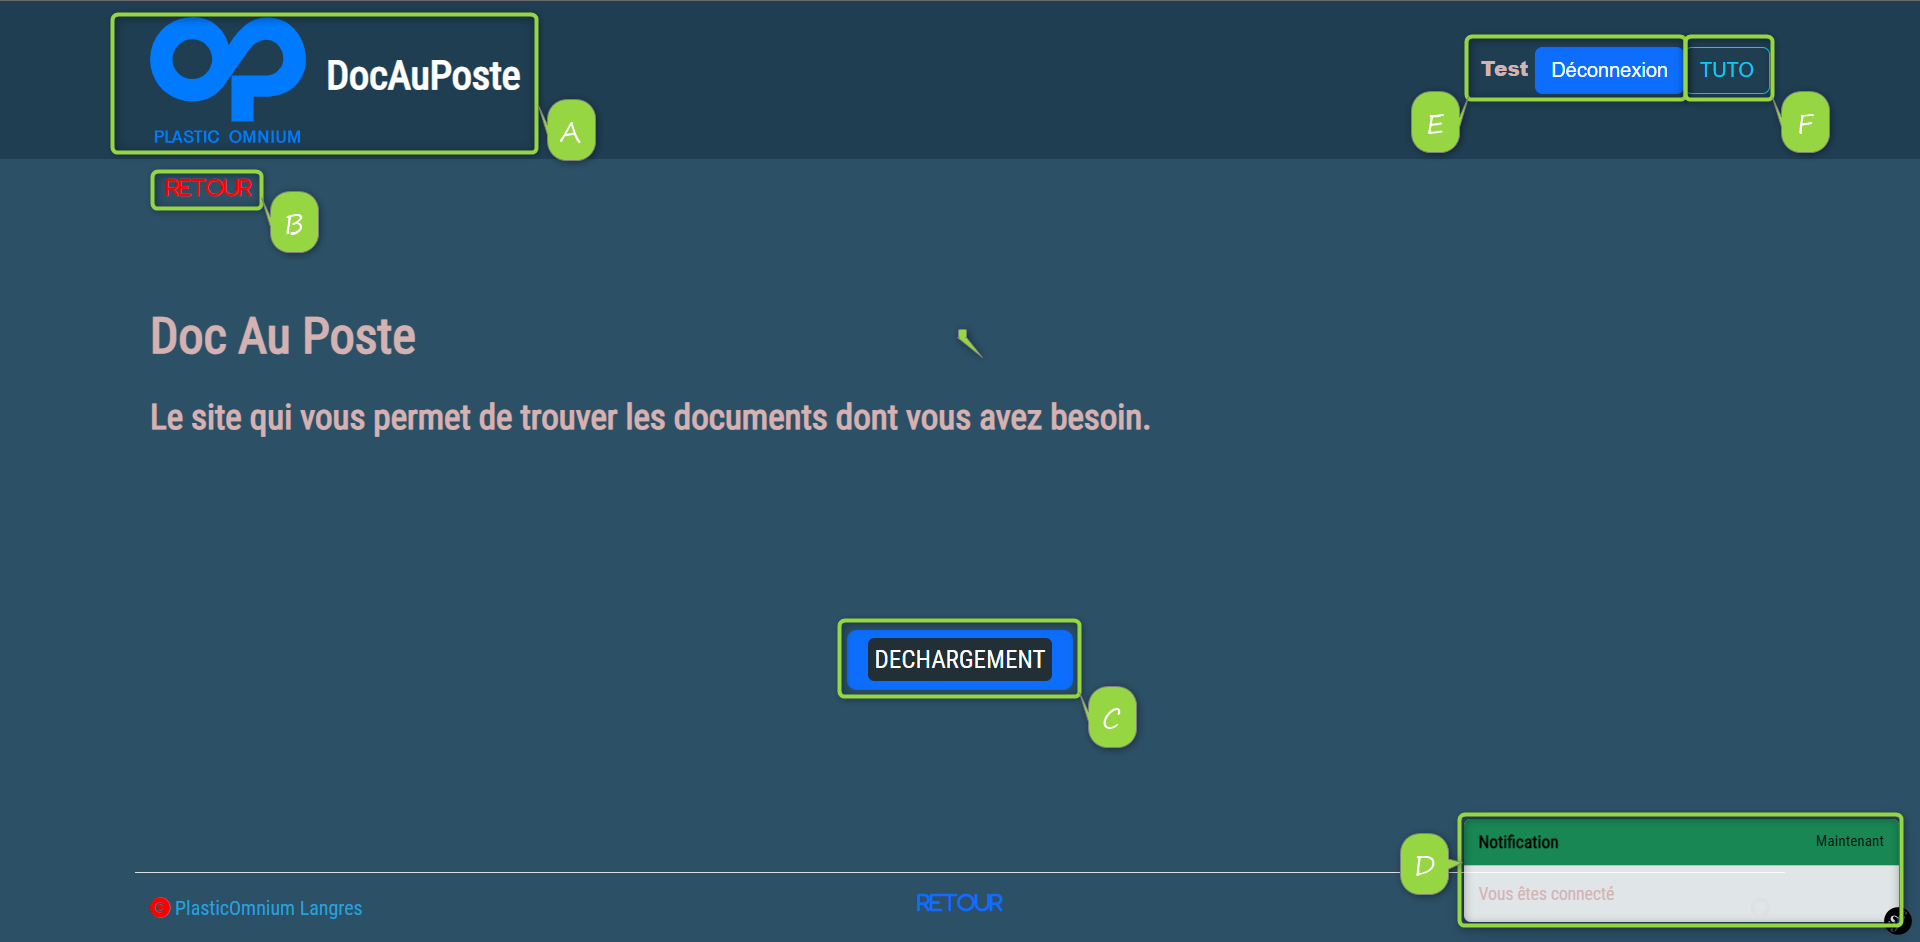 DocAuPoste
PLASTIC OMNIUM
A
Test
Déconnexion
TUTO
E
F
RETOUR
B
Doc Au Poste
Le site qui vous permet de trouver les documents dont vous avez besoin.
DECHARGEMENT
C
Notification
Maintenant
D
Vous êtes connecté
© PlasticOmnium Langres
RETOUR